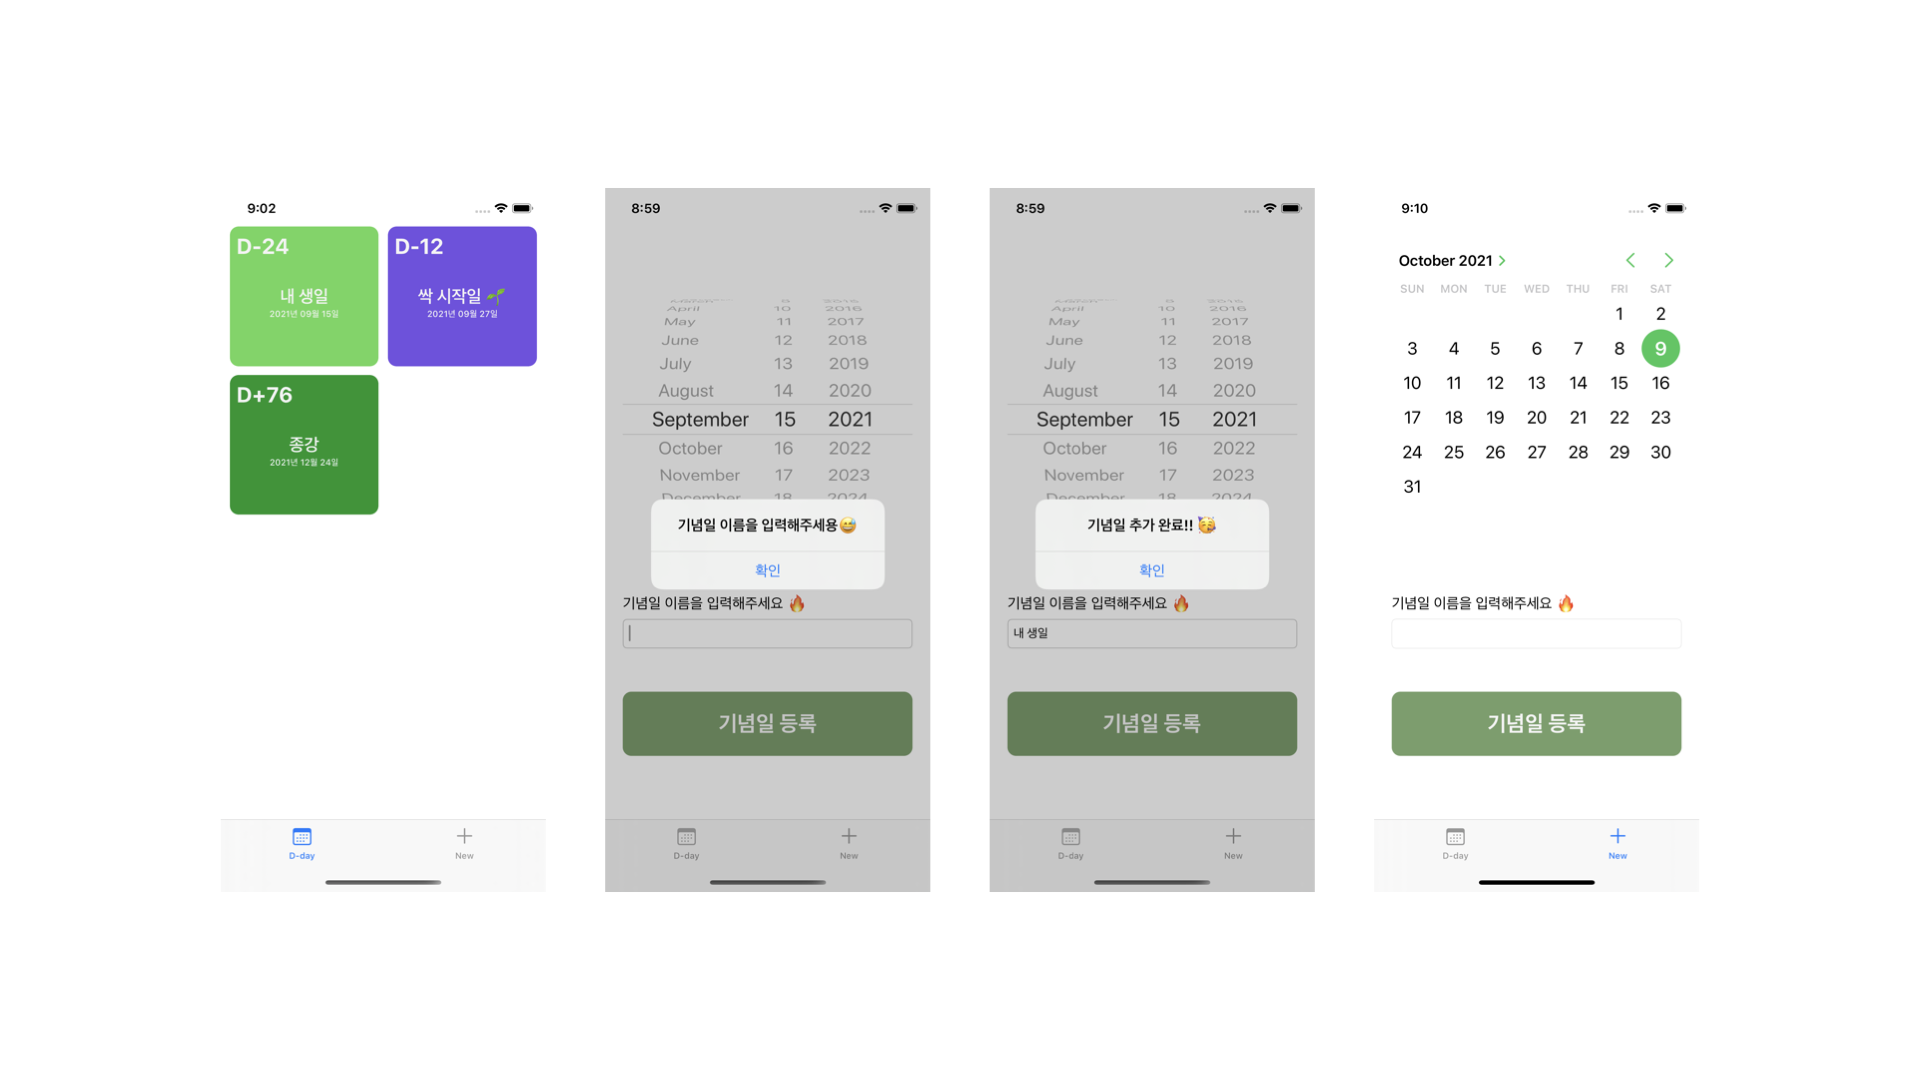 9:02
D-24
내 생일
2021년 09월 15일
D-12
싹 시작일 🌱
2021년 09월 27일
D+76
종강
2021년 12월 24일
D-day
New
8:59
April 10 2016
May 11 2017
June 12 2018
July 13 2019
August 14 2020
September 15 2021
October 16 2022
November 17 2023
December 18 2024
기념일 이름을 입력해주세용😅
확인
기념일 이름을 입력해주세요 🔥
기념일 등록
D-day
New
8:59
April 10 2016
May 11 2017
June 12 2018
July 13 2019
August 14 2020
September 15 2021
October 16 2022
November 17 2023
December 18 2024
기념일 추가 완료!! 🥳
확인
기념일 이름을 입력해주세요 🔥
내 생일
기념일 등록
D-day
New
9:10
October 2021
SUN MON TUE WED THU FRI SAT
1 2
3 4 5 6 7 8 9
10 11 12 13 14 15 16
17 18 19 20 21 22 23
24 25 26 27 28 29 30
31
기념일 이름을 입력해주세요 🔥
기념일 등록
D-day
New